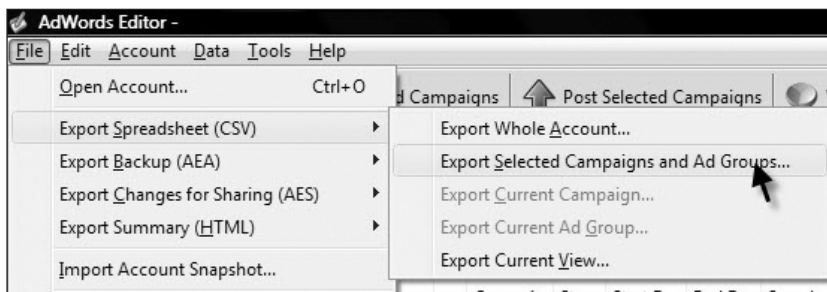 AdWords Editor -
File Edit Account Data Tools Help
Open Account... Ctrl+O
Campaigns Post Selected Campaigns
Export Spreadsheet (CSV)
Export Whole Account...
Export Backup (AEA)
Export Selected Campaigns and Ad Groups...
Export Changes for Sharing (AES)
Export Current Campaign...
Export Summary (HTML)
Export Current Ad Group...
Import Account Snapshot...
Export Current View...